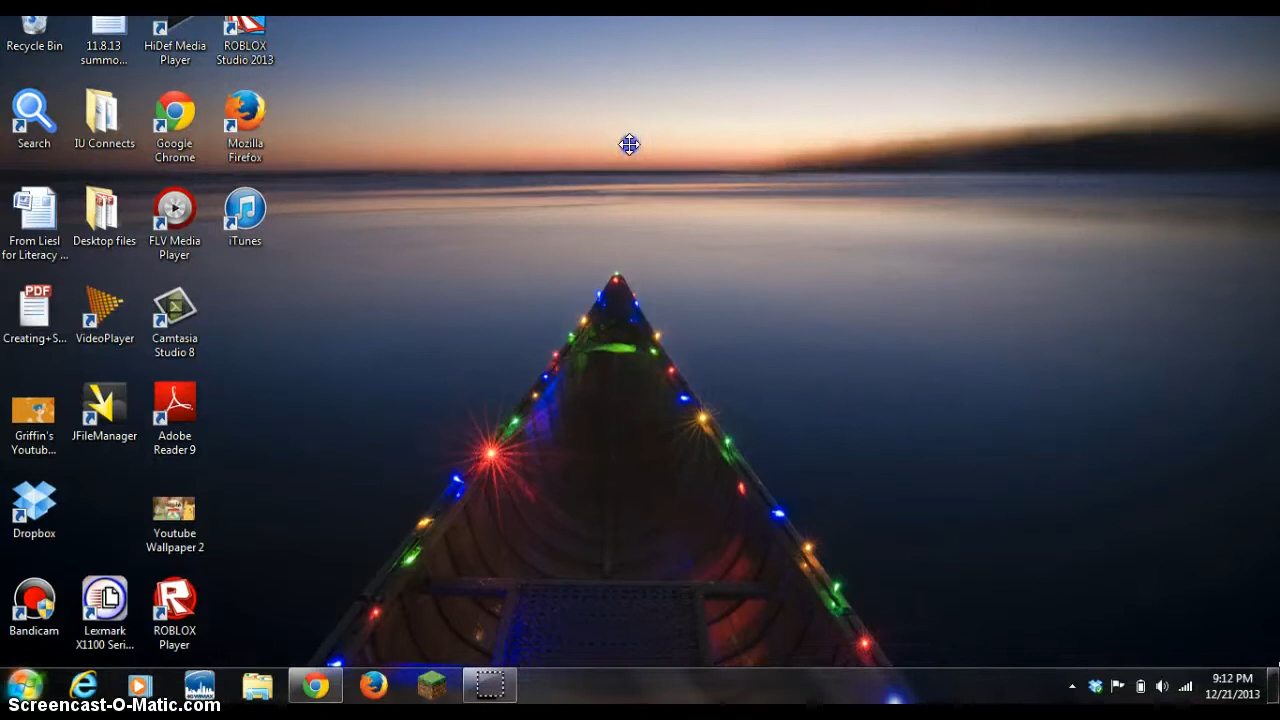 Recycle Bin
11.8.13
summo...
HiDef Media
Player
ROBLOX
Studio 2013
Search
IU Connects
Google
Chrome
Mozilla
Firefox
From Liesl
for Literacy ...
Desktop files
FLV Media
Player
iTunes
PDF
Creating+S...
VideoPlayer
Camtasia
Studio 8
Griffin's
Youtub...
JFileManager
Adobe
Reader 9
Dropbox
Youtube
Wallpaper 2
Bandicam
Lexmark
X1100 Seri...
ROBLOX
Player
4G WiMAX
9:12 PM
12/21/2013
Screencast-O-Matic.com